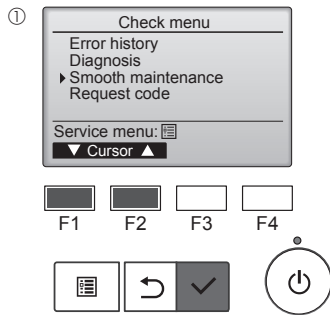 ①
Check menu
Error history
Diagnosis
Smooth maintenance
Request code
Service menu:
▼ Cursor ▲
F1 F2 F3 F4